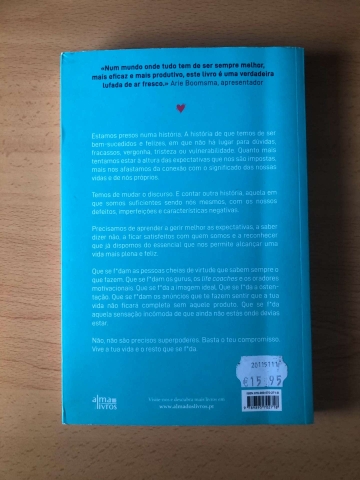 «Num mundo onde tudo tem de ser sempre melhor,
mais eficaz e mais produtivo, este livro é uma verdadeira
lufada de ar fresco.» Arie Boomsma, apresentador
Estamos presos numa história. A história de que temos de ser
bem-sucedidos e felizes, em que não há lugar para dúvidas,
fracassos, vergonha, tristeza ou vulnerabilidade. Quanto mais
tentamos estar à altura das expectativas que nos são impostas,
mais nos afastamos da conexão com o significado das nossas
vidas e de nós próprios.
Temos de mudar o discurso. E contar outra história, aquela em
que somos suficientes sendo nós mesmos, com os nossos
defeitos, imperfeições e características negativas.
Precisamos de aprender a gerir melhor as expectativas, a saber
dizer não, a ficar satisfeitos com quem somos e a reconhecer
que já dispomos do essencial que nos permite alcançar uma
vida mais plena e feliz.
Que se f*dam as pessoas cheias de virtude que sabem sempre o
que fazem. Que se f*dam os gurus, os life coaches e os oradores
motivacionais. Que se f*da a imagem ideal. Que se f*da a osten-
tação. Que se f*dam os anúncios que te fazem sentir que a tua
vida não ficará completa sem aquele produto. Que se f*da
aquela sensação incómoda de que ainda não estás onde devias
estar.
Não, não são precisos superpoderes. Basta o teu compromisso.
Vive a tua vida e o resto que se f*da.
€15.95
alma
dos
livros
www.almadoslivros.pt